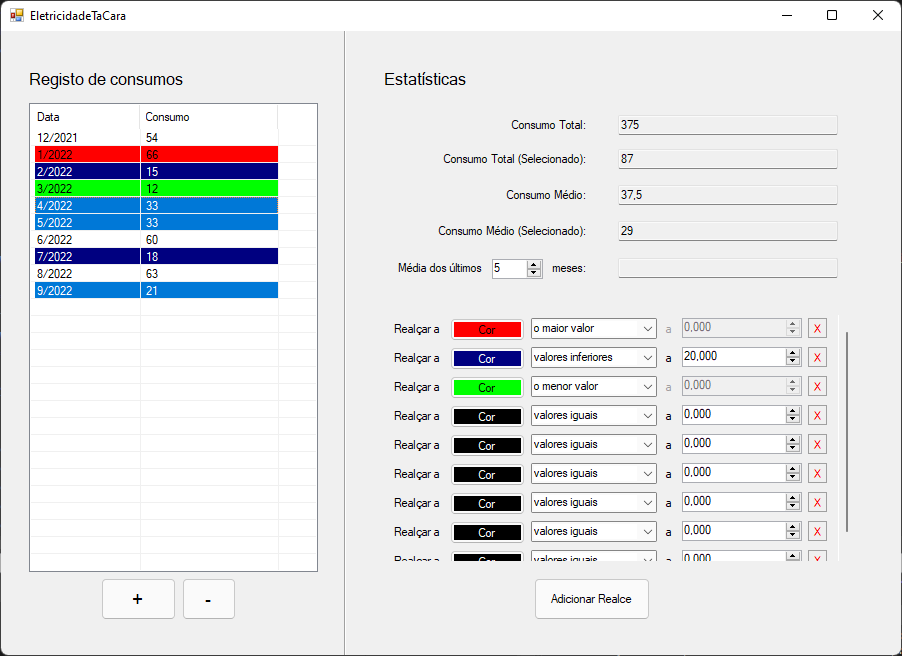 EletricidadeTaCara
Registo de consumos
Data Consumo
12/2021 54
1/2022 66
2/2022 15
3/2022 12
4/2022 33
5/2022 33
6/2022 60
7/2022 18
8/2022 63
9/2022 21
+ -
Estatísticas
Consumo Total: 375
Consumo Total (Selecionado): 87
Consumo Médio: 37,5
Consumo Médio (Selecionado): 29
Média dos últimos 5 meses:
Realçar a Cor o maior valor a 0,000 X
Realçar a Cor valores inferiores a 20,000 X
Realçar a Cor o menor valor a 0,000 X
Realçar a Cor valores iguais a 0,000 X
Realçar a Cor valores iguais a 0,000 X
Realçar a Cor valores iguais a 0,000 X
Realçar a Cor valores iguais a 0,000 X
Realçar a Cor valores iguais a 0,000 X
Realçar a Cor valores iguais a 0,000 X
Adicionar Realce